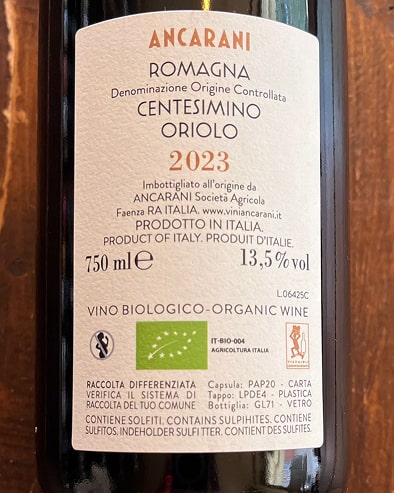 ANCARANI
ROMAGNA
Denominazione Origine Controllata
CENTESIMINO
ORIOLO
2023
Imbottigliato all'origine da
ANCARANI Società Agricola
Faenza RA ITALIA. www.viniancarani.it
PRODOTTO IN ITALIA.
PRODUCT OF ITALY. PRODUIT D'ITALIE.
750 ml e 13,5% vol
L.06425C
VINO BIOLOGICO-ORGANIC WINE
IT-BIO-004
AGRICOLTURA ITALIA
RACCOLTA DIFFERENZIATA
VERIFICA IL SISTEMA DI
RACCOLTA DEL TUO COMUNE
Capsula: PAP20 - CARTA
Tappo: LPDE4 - PLASTICA
Bottiglia: GL71 - VETRO
CONTIENE SOLFITI. CONTAINS SULPIHITES. CONTIENE
SULFITOS. INDEHOLDER SULFITTER. CONTIENT DES SULFITES.